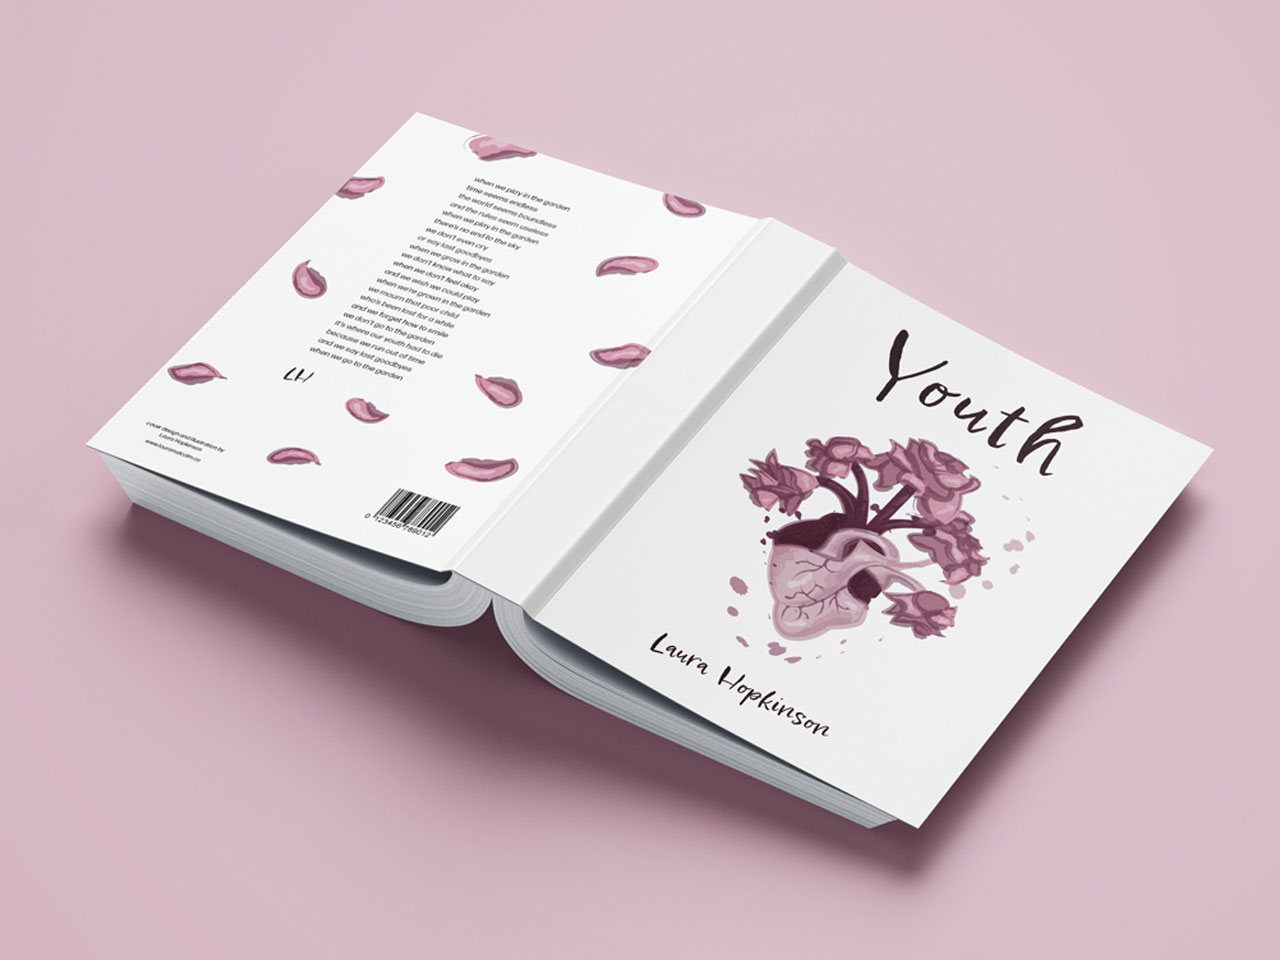 when we play in the garden
time seems endless
the world seems boundless
and the rules seem useless
when we play in the garden
there's no end to the sky
we don't even cry
or say last goodbyes
when we grow in the garden
we don't know what to say
when we don't feel okay
and we wish we could play
when we're grown in the garden
we mourn that poor child
who's been lost for a while
and we forget how to smile
we don't go to the garden
it's where our youth had to die
because we run out of time
and we say last goodbyes
when we go to the garden
LH
cover design and illustration by
Laura Hopkinson
www.lauramalcolm.co
0 123456 789012
Youth
Laura Hopkinson